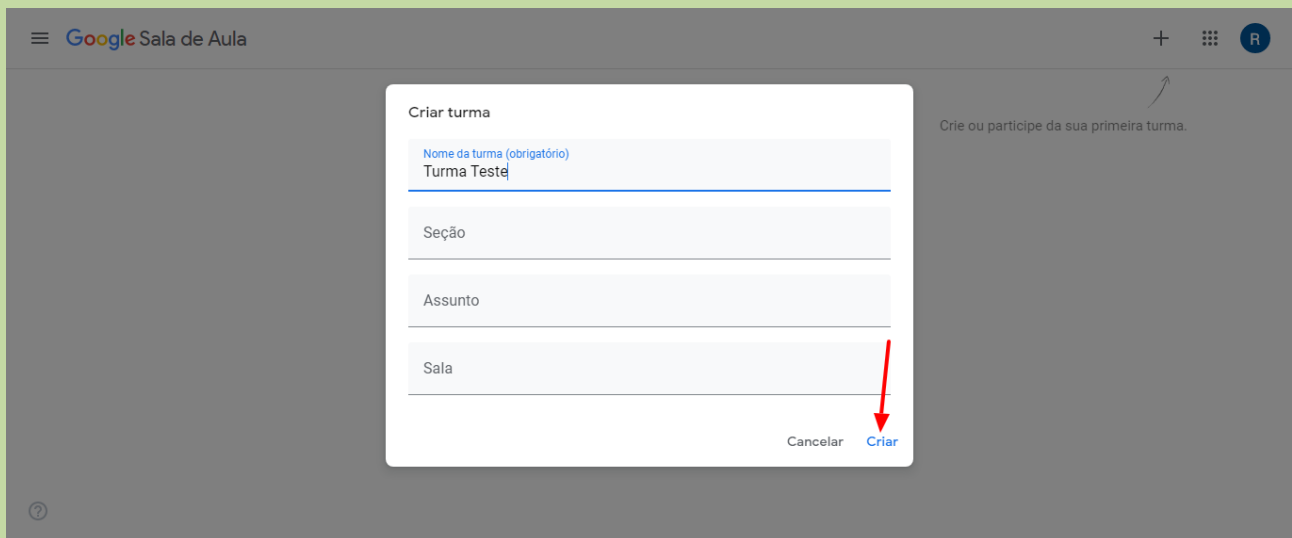 Google Sala de Aula
R
Crie ou participe da sua primeira turma.
Criar turma
Nome da turma (obrigatório)
Turma Teste
Seção
Assunto
Sala
Cancelar Criar
?